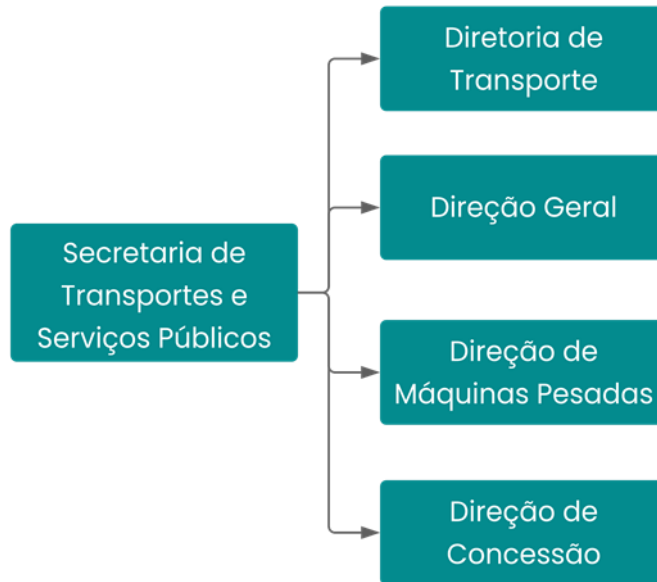 Diretoria de
Transporte
Direção Geral
Secretaria de
Transportes e
Serviços Públicos
Direção de
Máquinas Pesadas
Direção de
Concessão